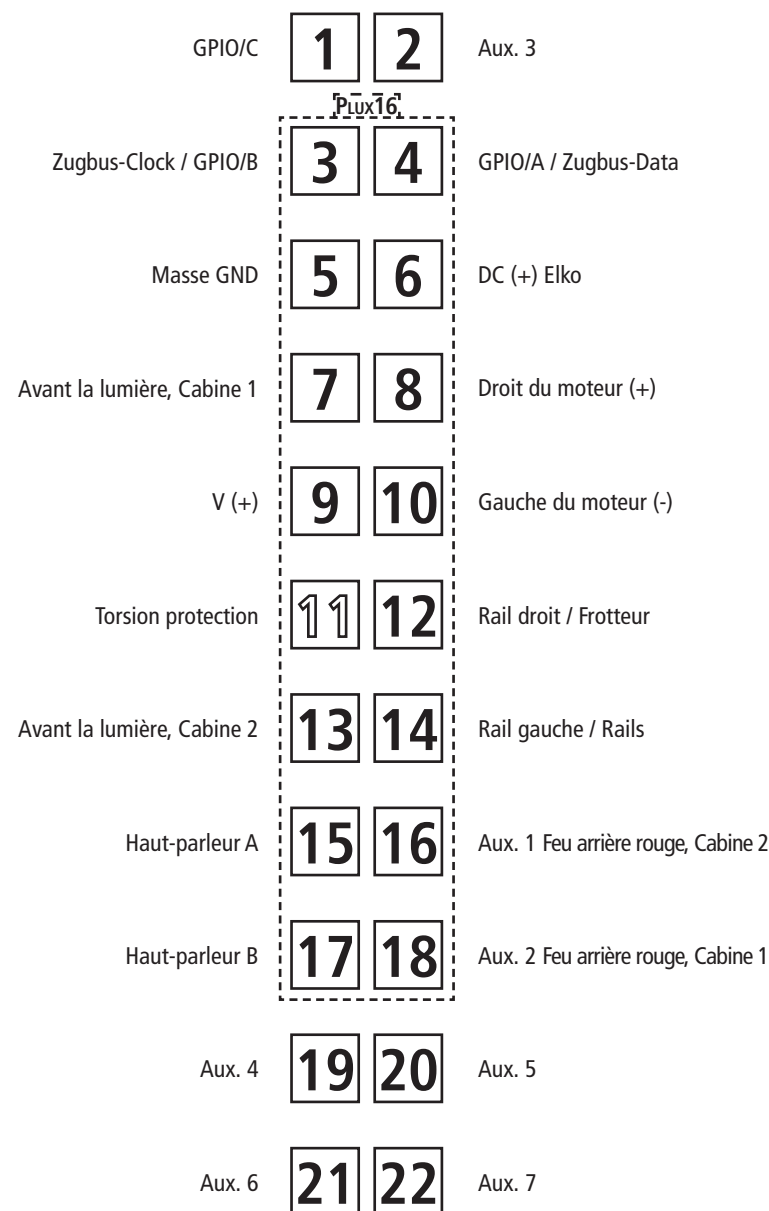 GPIO/C 1 2 Aux. 3
PLUX16
Zugbus-Clock / GPIO/B 3 4 GPIO/A / Zugbus-Data
Masse GND 5 6 DC (+) Elko
Avant la lumière, Cabine 1 7 8 Droit du moteur (+)
V (+) 9 10 Gauche du moteur (-)
Torsion protection 11 12 Rail droit / Frotteur
Avant la lumière, Cabine 2 13 14 Rail gauche / Rails
Haut-parleur A 15 16 Aux. 1 Feu arrière rouge, Cabine 2
Haut-parleur B 17 18 Aux. 2 Feu arrière rouge, Cabine 1
Aux. 4 19 20 Aux. 5
Aux. 6 21 22 Aux. 7